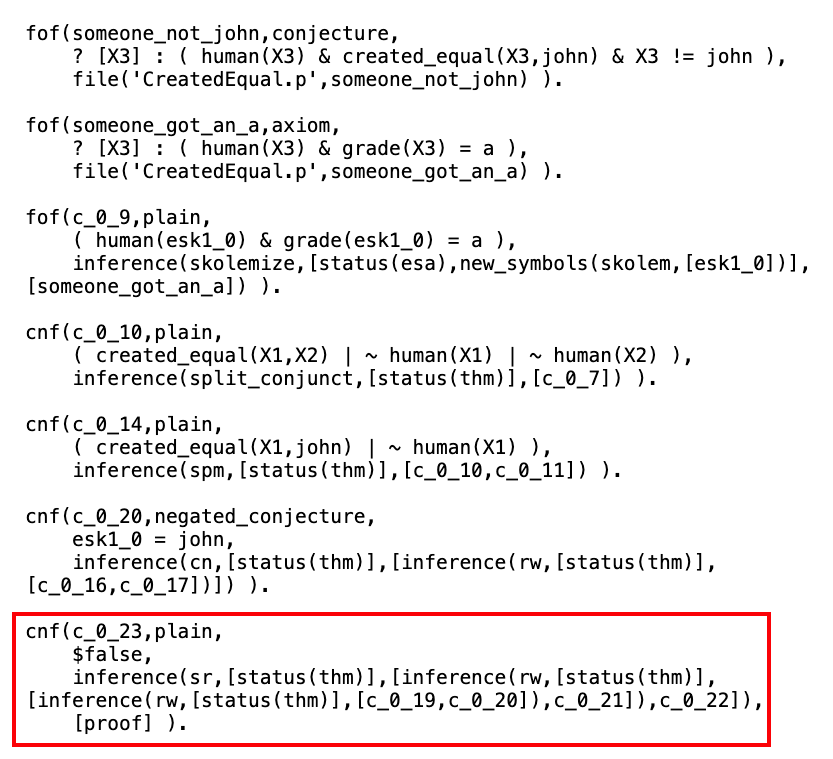 fof(someone_not_john,conjecture,
    ? [X3] : ( human(X3) & created_equal(X3,john) & X3 != john ),
    file('CreatedEqual.p',someone_not_john) ).
fof(someone_got_an_a,axiom,
    ? [X3] : ( human(X3) & grade(X3) = a ),
    file('CreatedEqual.p',someone_got_an_a) ).
fof(c_0_9,plain,
    ( human(esk1_0) & grade(esk1_0) = a ),
    inference(skolemize,[status(esa),new_symbols(skolem,[esk1_0])],
[someone_got_an_a]) ).
cnf(c_0_10,plain,
    ( created_equal(X1,X2) | ~ human(X1) | ~ human(X2) ),
    inference(split_conjunct,[status(thm)],[c_0_7]) ).
cnf(c_0_14,plain,
    ( created_equal(X1,john) | ~ human(X1) ),
    inference(spm,[status(thm)],[c_0_10,c_0_11]) ).
cnf(c_0_20,negated_conjecture,
    esk1_0 = john,
    inference(cn,[status(thm)],[inference(rw,[status(thm)],
[c_0_16,c_0_17])]) ).
cnf(c_0_23,plain,
    $false,
    inference(sr,[status(thm)],[inference(rw,[status(thm)],
[inference(rw,[status(thm)],[c_0_19,c_0_20]),c_0_21]),c_0_22]),
    [proof] ).